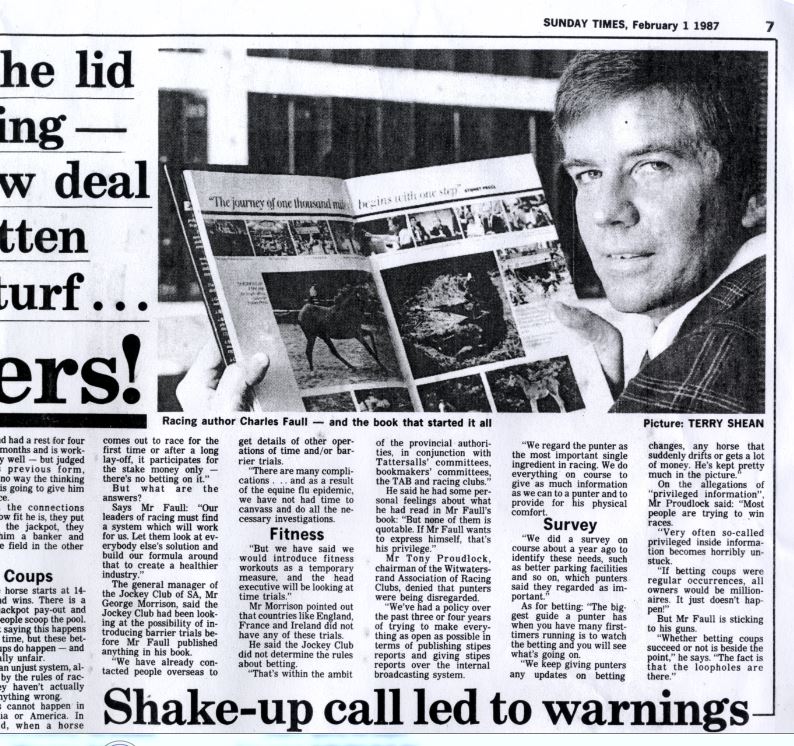 SUNDAY TIMES, February 1 1987 7
he lid
ing —
w deal
tten
turf . . .
ers!
"The journey of one thousand miles begins with one step"
Racing author Charles Faull — and the book that started it all
Picture: TERRY SHEAN
d had a rest for four
months and is work-
y well — but judged
previous form,
no way the thinking
is going to give him
ce.
the connections
ow fit he is, they put
the jackpot, they
him a banker and
e field in the other
Coups
horse starts at 14-
nd wins. There is a
jackpot pay-out and
people scoop the pool.
t saying this happens
time, but these bet-
ups do happen — and
ally unfair.
an unjust system, al-
by the rules of rac-
ey haven't actually
nything wrong.
s cannot happen in
ia or America. In
d, when a horse
comes out to race for the
first time or after a long
lay-off, it participates for
the stake money only —
there's no betting on it."
But what are the
answers?
Says Mr Faull: "Our
leaders of racing must find
a system which will work
for us. Let them look at ev-
erybody else's solution and
build our formula around
that to create a healthier
industry."
The general manager of
the Jockey Club of SA, Mr
George Morrison, said the
Jockey Club had been look-
ing at the possibility of in-
troducing barrier trials be-
fore Mr Faull published
anything in his book.
"We have already con-
tacted people overseas to
get details of other oper-
ations of time and/or bar-
rier trials.
"There are many compli-
cations . . . and as a result
of the equine flu epidemic,
we have not had time to
canvass and do all the ne-
cessary investigations.
Fitness
"But we have said we
would introduce fitness
workouts as a temporary
measure, and the head
executive will be looking at
time trials."
Mr Morrison pointed out
that countries like England,
France and Ireland did not
have any of these trials.
He said the Jockey Club
did not determine the rules
about betting.
"That's within the ambit
of the provincial authori-
ties, in conjunction with
Tattersalls' committees,
bookmakers' committees,
the TAB and racing clubs."
He said he had some per-
sonal feelings about what
he had read in Mr Faull's
book: "But none of them is
quotable. If Mr Faull wants
to express himself, that's
his privilege."
Mr Tony Proudlock,
chairman of the Witwaters-
rand Association of Racing
Clubs, denied that punters
were being disregarded.
"We've had a policy over
the past three or four years
of trying to make every-
thing as open as possible in
terms of publishing stipes
reports and giving stipes
reports over the internal
broadcasting system.
"We regard the punter as
the most important single
ingredient in racing. We do
everything on course to
give as much information
as we can to a punter and to
provide for his physical
comfort.
Survey
"We did a survey on
course about a year ago to
identify these needs, such
as better parking facilities
and so on, which punters
said they regarded as im-
portant."
As for betting: "The big-
gest guide a punter has
when you have many first-
timers running is to watch
the betting and you will see
what's going on.
"We keep giving punters
any updates on betting
changes, any horse that
suddenly drifts or gets a lot
of money. He's kept pretty
much in the picture."
On the allegations of
"privileged information",
Mr Proudlock said: "Most
people are trying to win
races.
"Very often so-called
privileged inside informa-
tion becomes horribly un-
stuck.
"If betting coups were
regular occurrences, all
owners would be million-
aires. It just doesn't hap-
pen!"
But Mr Faull is sticking
to his guns.
"Whether betting coups
succeed or not is beside the
point," he says. "The fact is
that the loopholes are
there."
Shake-up call led to warnings